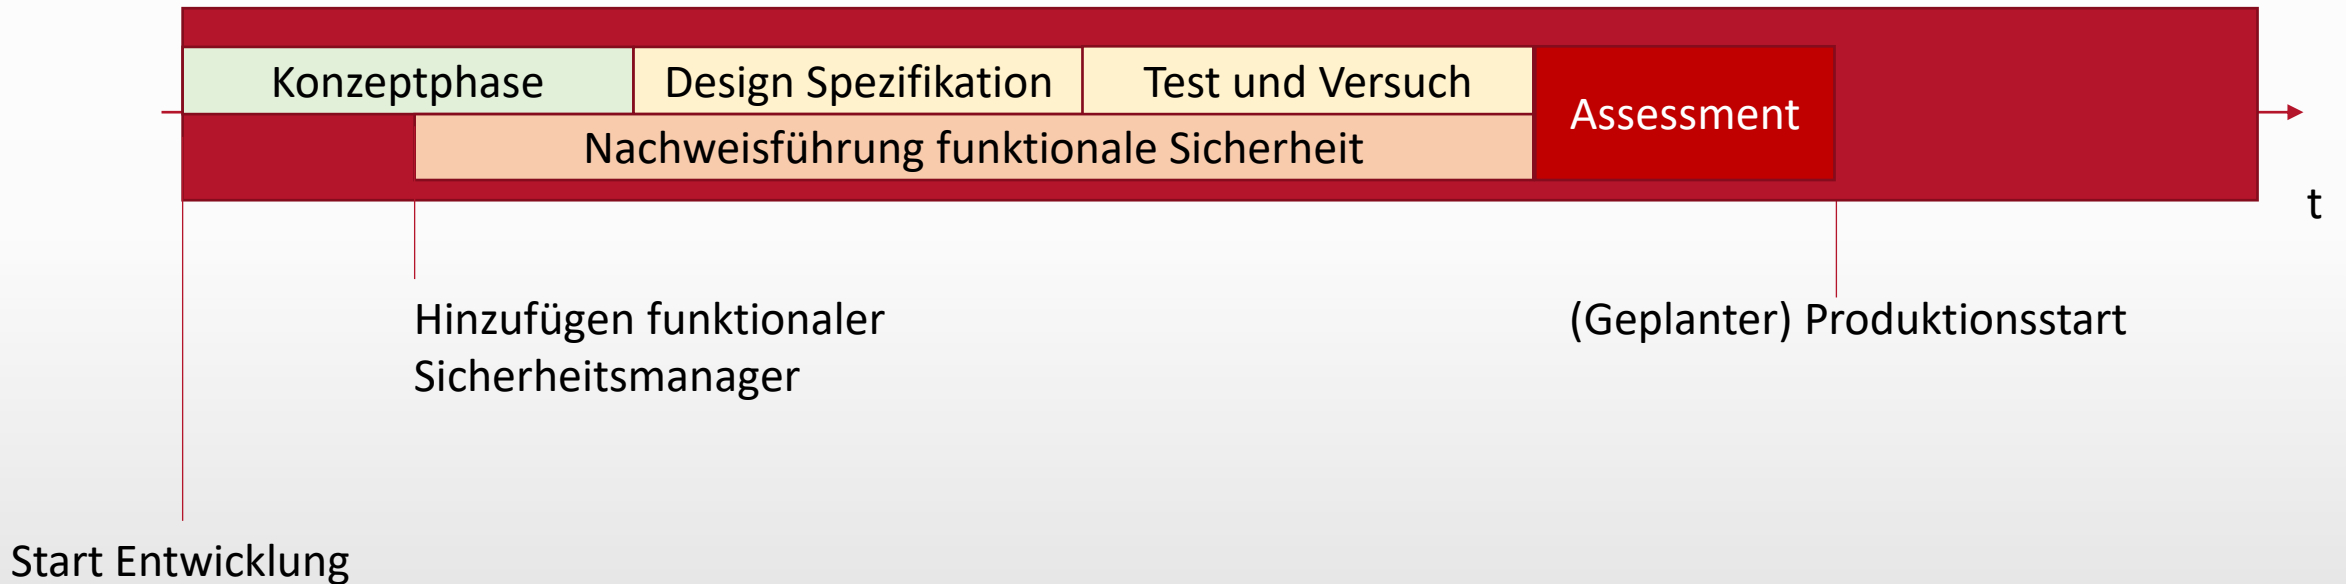 Konzeptphase
Design Spezifikation
Test und Versuch
Assessment
Nachweisführung funktionale Sicherheit
t
Hinzufügen funktionaler
Sicherheitsmanager
(Geplanter) Produktionsstart
Start Entwicklung